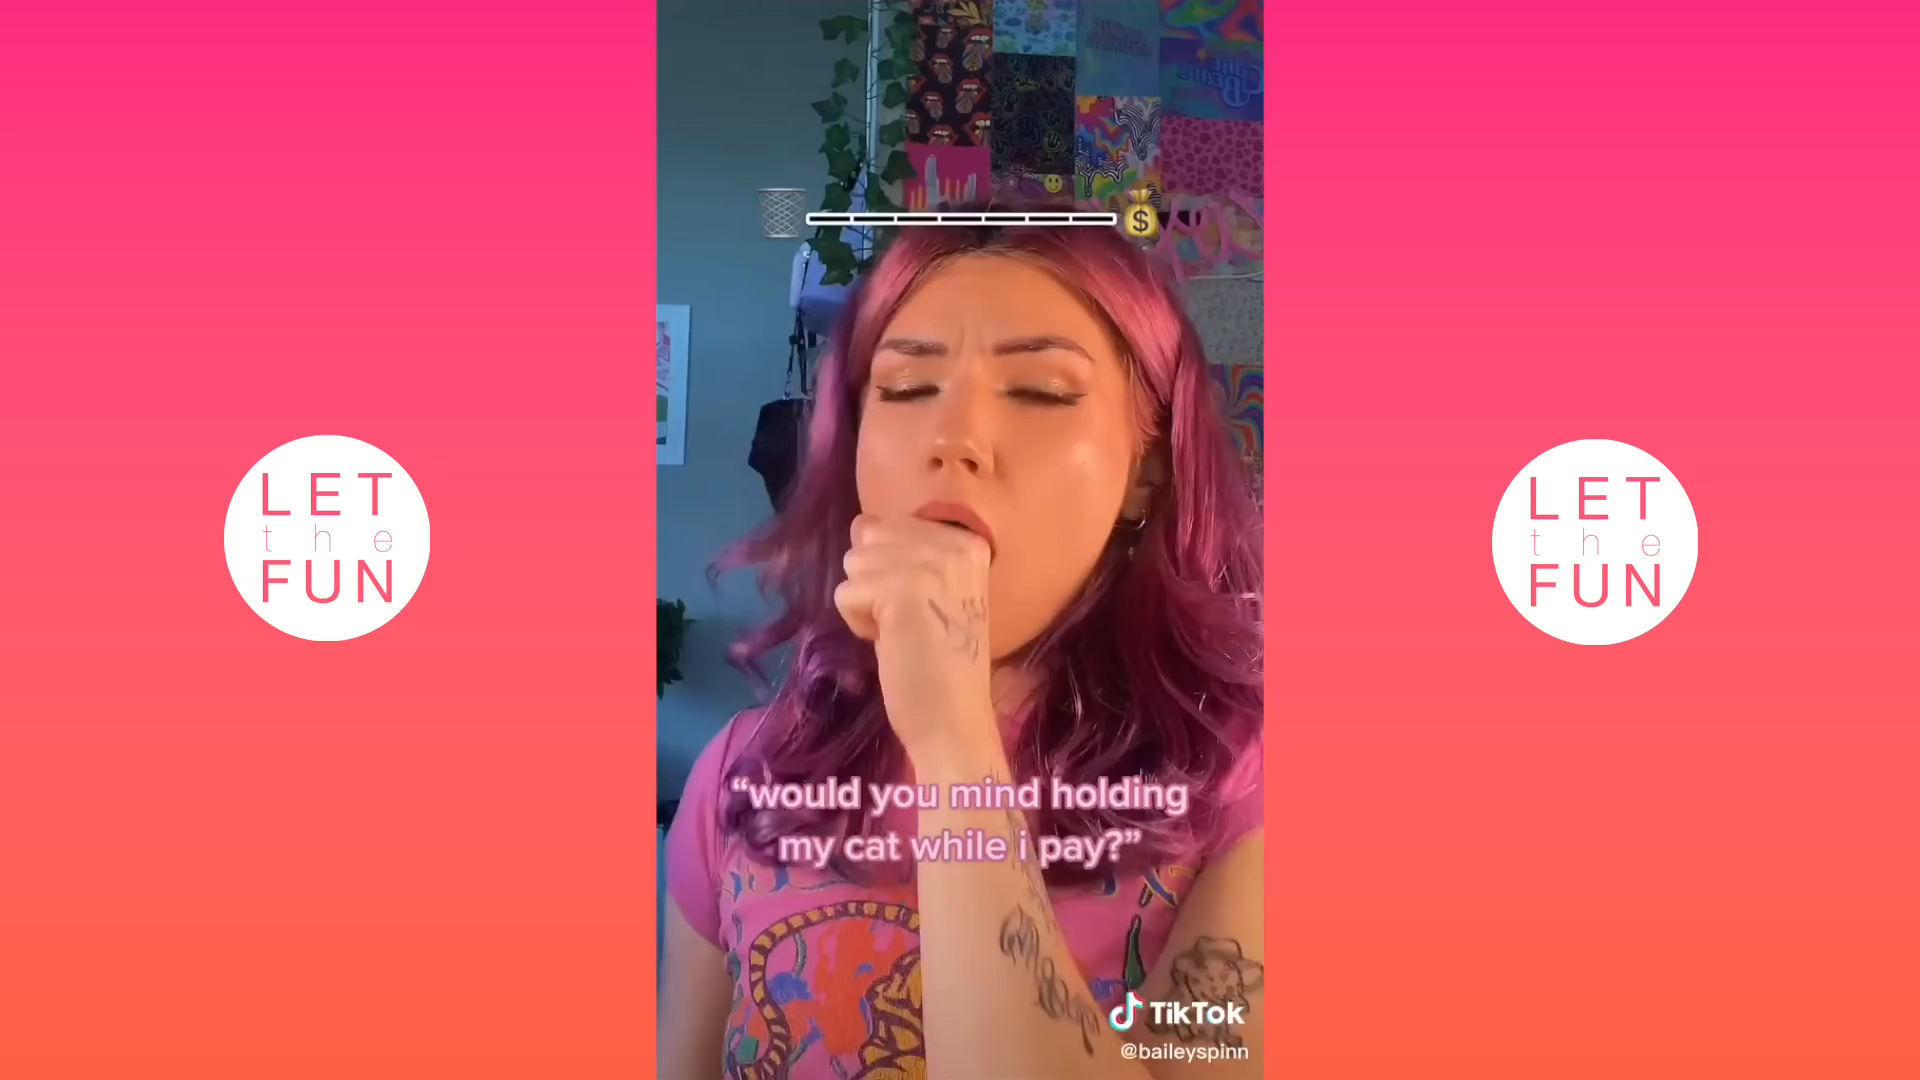 LET
the
FUN
$
“would you mind holding
my cat while i pay?”
TikTok
@baileyspinn
LET
the
FUN